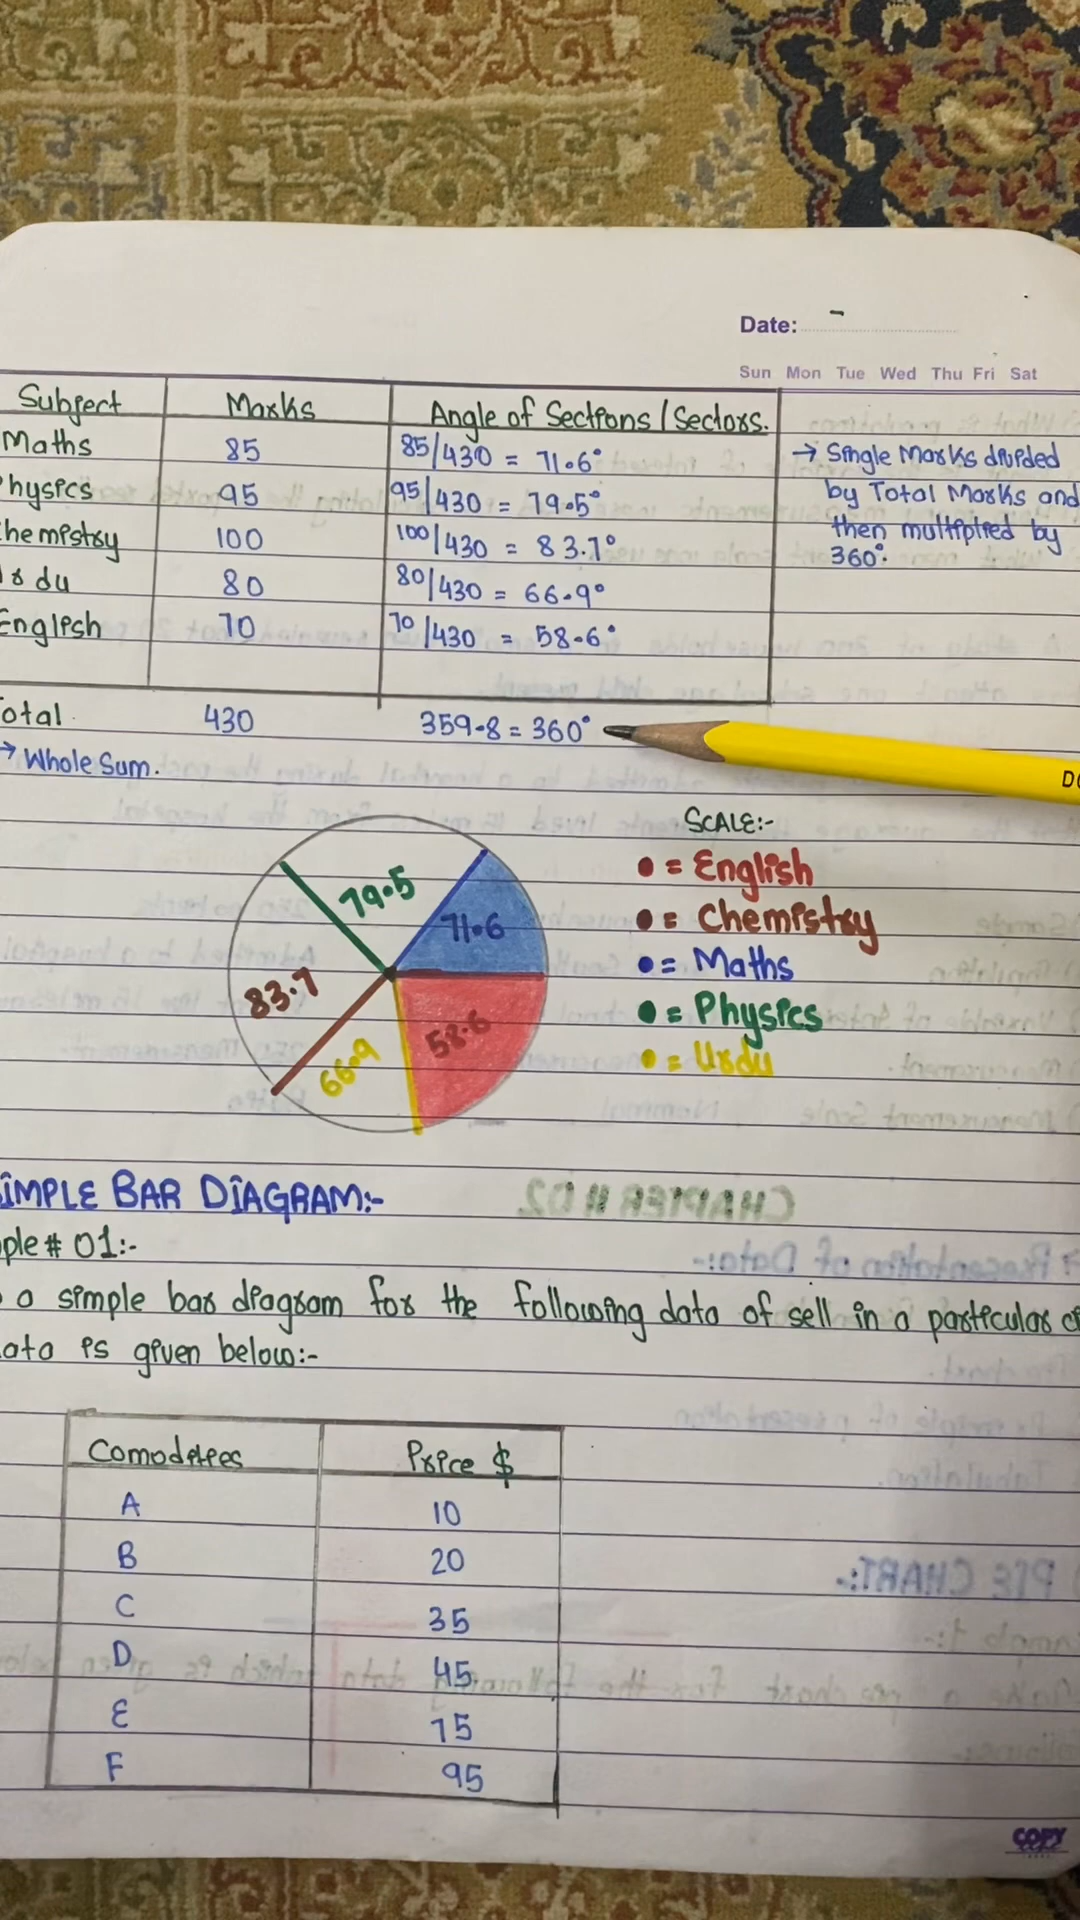 Date:
Sun Mon Tue Wed Thu Fri Sat
Subject Marks Angle of Sections / Sectors.
Maths 85 85/430 = 71.6°
hysics 95 95/430 = 79.5°
hemistry 100 100/430 = 83.7°
rdu 80 80/430 = 66.9°
English 70 70/430 = 58.6°
→ Single Marks divided
by Total Marks and
then multiplied by
360°.
otal. 430 359.8 = 360°
→ Whole Sum.
79.5
71.6
83.7
66.9
58.6
SCALE:-
= English
= Chemistry
= Maths
= Physics
= Urdu
IMPLE BAR DIAGRAM:-
ple # 01:-
a simple bar diagram for the following data of sell in a particular
ata is given below:-
Comodities Price $
A 10
B 20
C 35
D 45
E 75
F 95
COPY